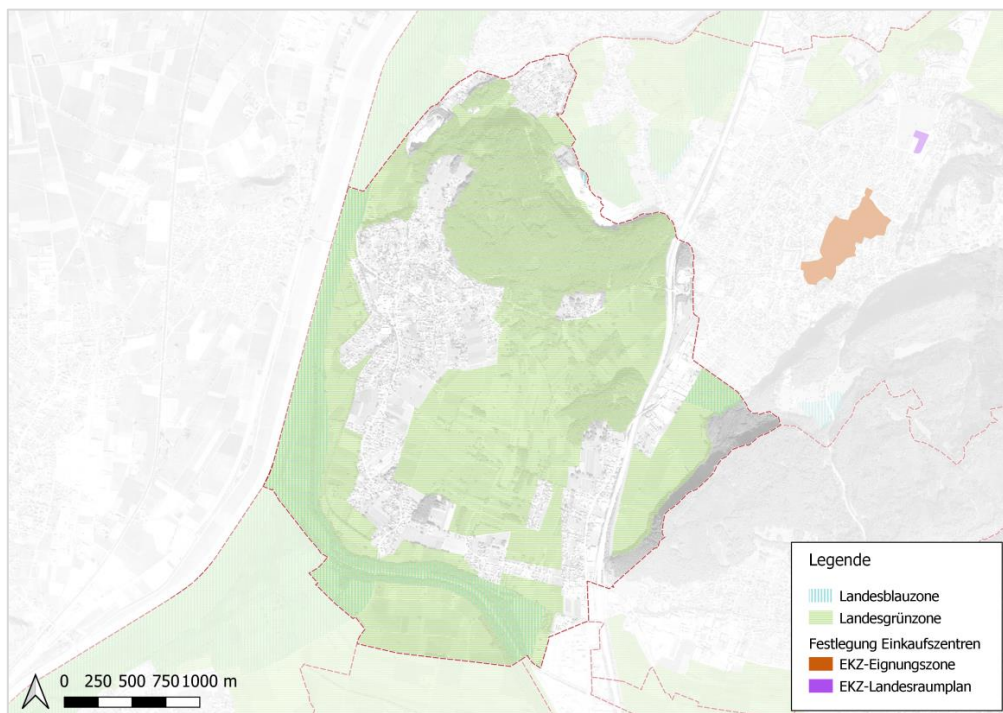 Legende
Landesblauzone
Landesgrünzone
Festlegung Einkaufszentren
EKZ-Eignungszone
EKZ-Landesraumplan
0 250 500 750 1000 m